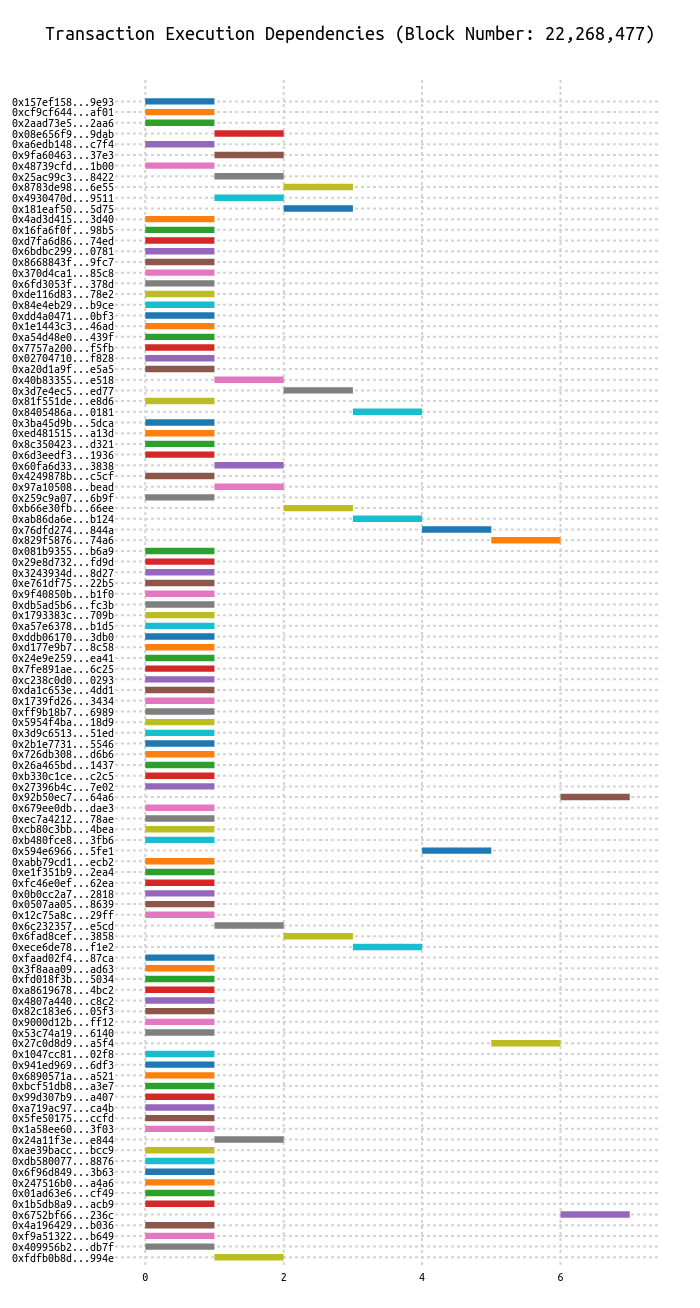 Transaction Execution Dependencies (Block Number: 22,268,477)
0x157ef158...9e93
0xcf9cf644...af01
0x2aad73e5...2aa6
0x08e656f9...9dab
0xa6edb148...c7f4
0x9fa60463...37e3
0x48739cfd...1b00
0x25ac99c3...8422
0x8783de98...6e55
0x4930470d...9511
0x181eaf50...5d75
0x4ad3d415...3d40
0x16fa6f0f...98b5
0xd7fa6d86...74ed
0x6bdbc299...0781
0x8668843f...9fc7
0x370d4ca1...85c8
0x6fd3053f...378d
0xde116d83...78e2
0x84e4eb29...b9ce
0xdd4a0471...0bf3
0x1e1443c3...46ad
0xa54d48e0...439f
0x7757a200...f5fb
0x02704710...f828
0xa20d1a9f...e5a5
0x40b83355...e518
0x3d7e4ec5...ed77
0x81f551de...e8d6
0x8405486a...0181
0x3ba45d9b...5dca
0xed481515...a13d
0x8c350423...d321
0x6d3eedf3...1936
0x60fa6d33...3838
0x4249878b...c5cf
0x97a10508...bead
0x259c9a07...6b9f
0xb66e30fb...66ee
0xab86da6e...b124
0x76dfd274...844a
0x829f5876...74a6
0x081b9355...b6a9
0x29e8d732...fd9d
0x3243934d...8d27
0xe761df75...22b5
0x9f40850b...b1f0
0xdb5ad5b6...fc3b
0x1793383c...709b
0xa57e6378...b1d5
0xddb06170...3db0
0xd177e9b7...8c58
0x24e9e259...ea41
0x7fe891ae...6c25
0xc238c0d0...0293
0xda1c653e...4dd1
0x1739fd26...3434
0xff9b18b7...6989
0x5954f4ba...18d9
0x3d9c6513...51ed
0x2b1e7731...5546
0x726db308...d6b6
0x26a465bd...1437
0xb330c1ce...c2c5
0x27396b4c...7e02
0x92b50ec7...64a6
0x679ee0db...dae3
0xec7a4212...78ae
0xcb80c3bb...4bea
0xb480fce8...3fb6
0x594e6966...5fe1
0xabb79cd1...ecb2
0xe1f351b9...2ea4
0xfc46e0ef...62ea
0x0b0cc2a7...2818
0x0507aa05...8639
0x12c75a8c...29ff
0x6c232357...e5cd
0x6fad8cef...3858
0xece6de78...f1e2
0xfaad02f4...87ca
0x3f8aaa09...ad63
0xfd018f3b...5034
0xa8619678...4bc2
0x4807a440...c8c2
0x82c183e6...05f3
0x9000d12b...ff12
0x53c74a19...6140
0x27c0d8d9...a5f4
0x1047cc81...02f8
0x941ed969...6df3
0x6890571a...a521
0xbcf51db8...a3e7
0x99d307b9...a407
0xa719ac97...ca4b
0x5fe50175...ccfd
0x1a58ee60...3f03
0x24a11f3e...e844
0xae39bacc...bcc9
0xdb580077...8876
0x6f96d849...3b63
0x247516b0...a4a6
0x01ad63e6...cf49
0x1b5db8a9...acb9
0x6752bf66...236c
0x4a196429...b036
0xf9a51322...b649
0x409956b2...db7f
0xfdfb0b8d...994e
0 2 4 6